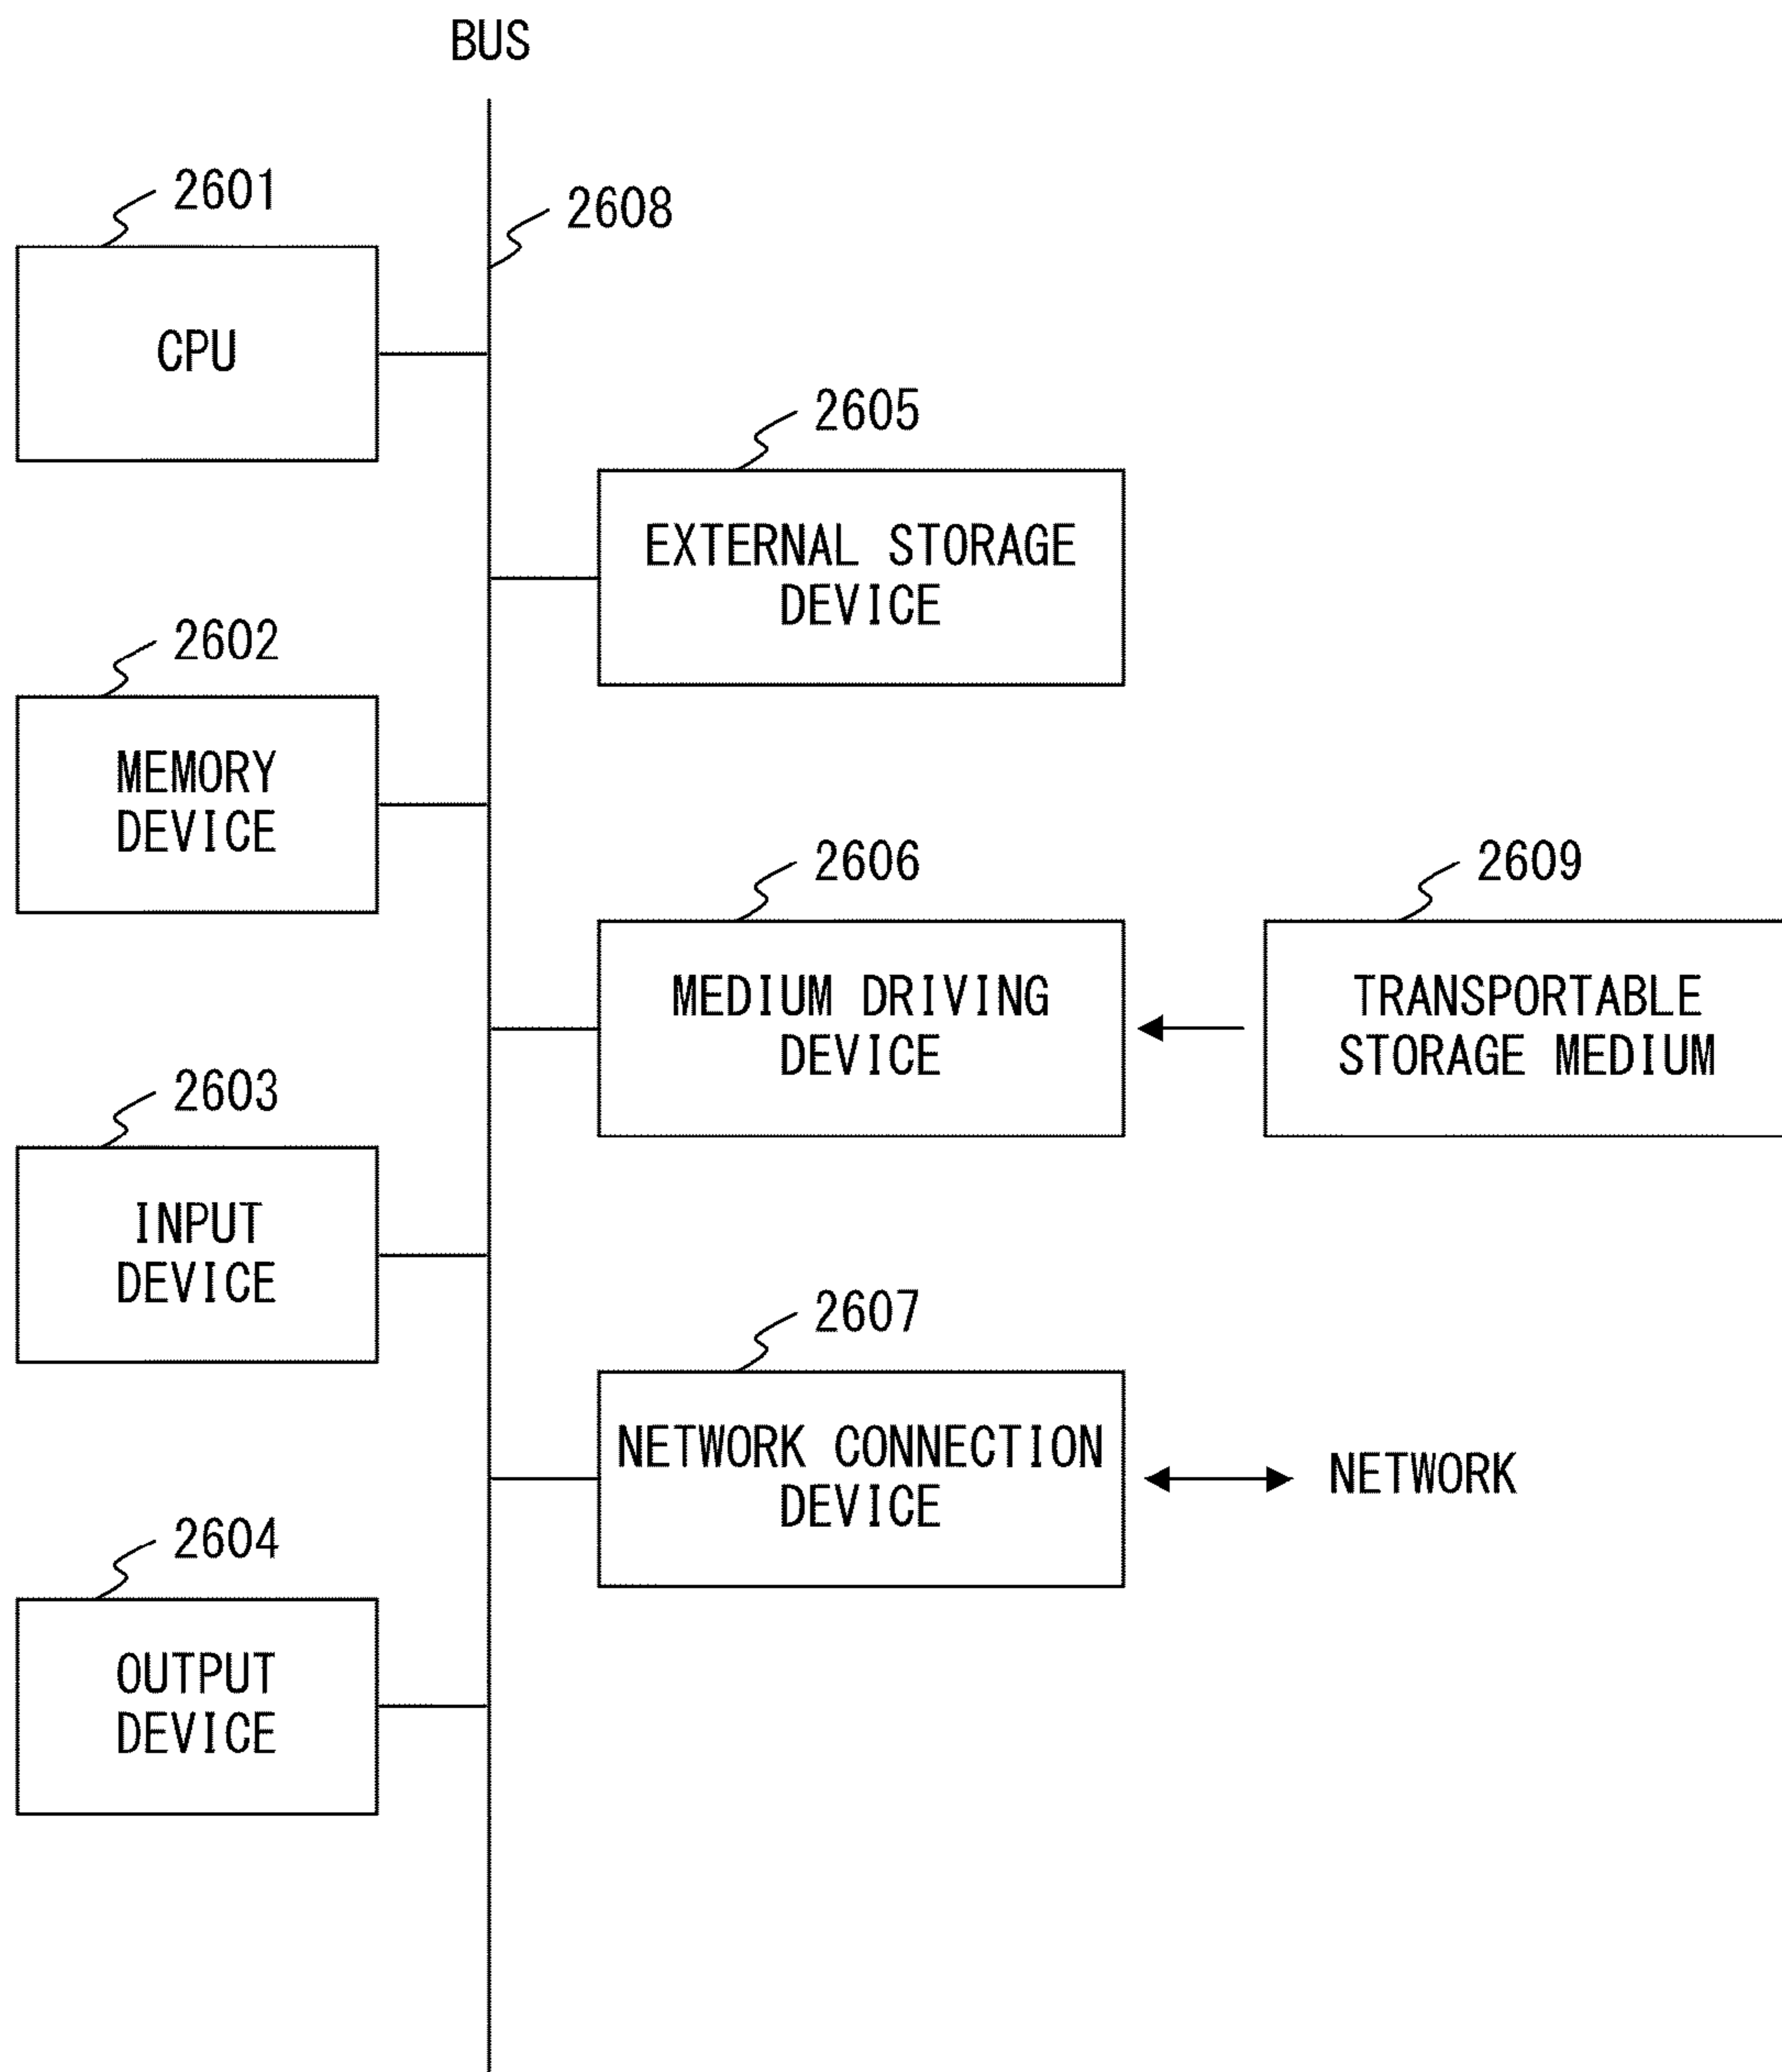 BUS
2601
2608
CPU
2605
EXTERNAL STORAGE
DEVICE
2602
MEMORY
DEVICE
2606
2609
MEDIUM DRIVING
DEVICE
TRANSPORTABLE
STORAGE MEDIUM
2603
INPUT
DEVICE
2607
NETWORK CONNECTION
DEVICE
NETWORK
2604
OUTPUT
DEVICE